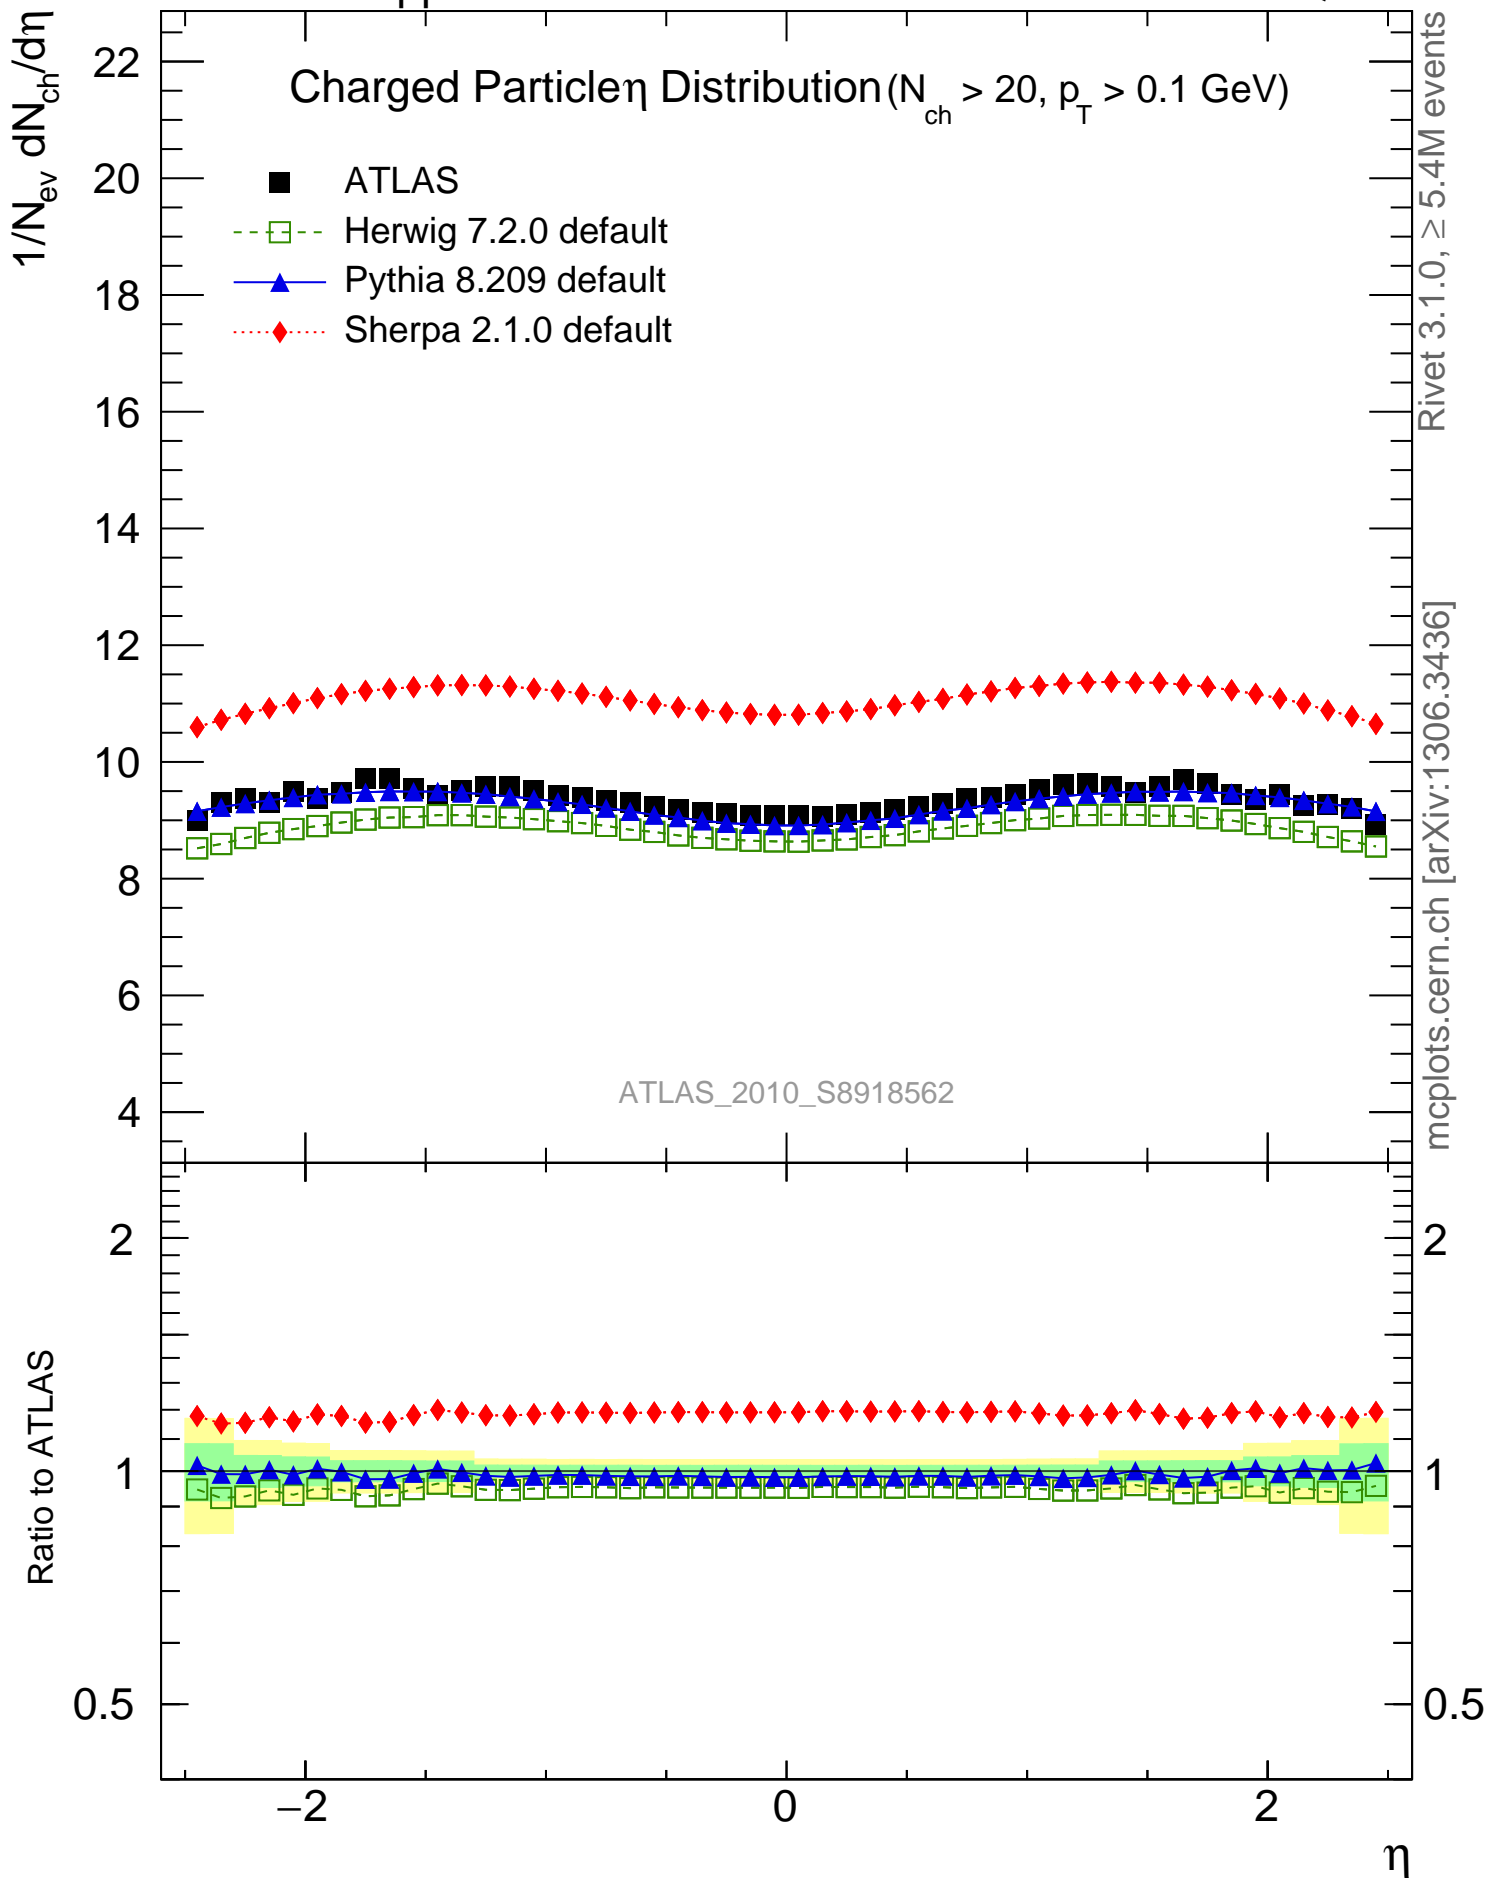 pp
1/N_ev dN_ch/dη
Charged Particleη Distribution (N_ch > 20, p_T > 0.1 GeV)
ATLAS
Herwig 7.2.0 default
Pythia 8.209 default
Sherpa 2.1.0 default
22
20
18
16
14
12
10
8
6
4
ATLAS_2010_S8918562
Rivet 3.1.0, ≥ 5.4M events
mcplots.cern.ch [arXiv:1306.3436]
Ratio to ATLAS
2
1
0.5
2
1
0.5
−2
0
2
η